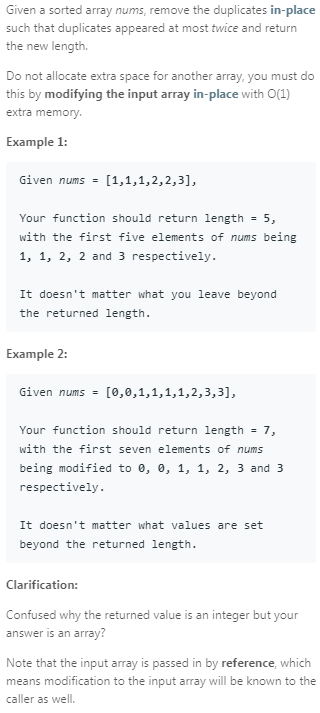 Given a sorted array nums, remove the duplicates in-place
such that duplicates appeared at most twice and return
the new length.
Do not allocate extra space for another array, you must do
this by modifying the input array in-place with O(1)
extra memory.
Example 1:
Given nums = [1,1,1,2,2,3],
Your function should return length = 5,
with the first five elements of nums being
1, 1, 2, 2 and 3 respectively.
It doesn't matter what you leave beyond
the returned length.
Example 2:
Given nums = [0,0,1,1,1,1,2,3,3],
Your function should return length = 7,
with the first seven elements of nums
being modified to 0, 0, 1, 1, 2, 3 and 3
respectively.
It doesn't matter what values are set
beyond the returned length.
Clarification:
Confused why the returned value is an integer but your
answer is an array?
Note that the input array is passed in by reference, which
means modification to the input array will be known to the
caller as well.